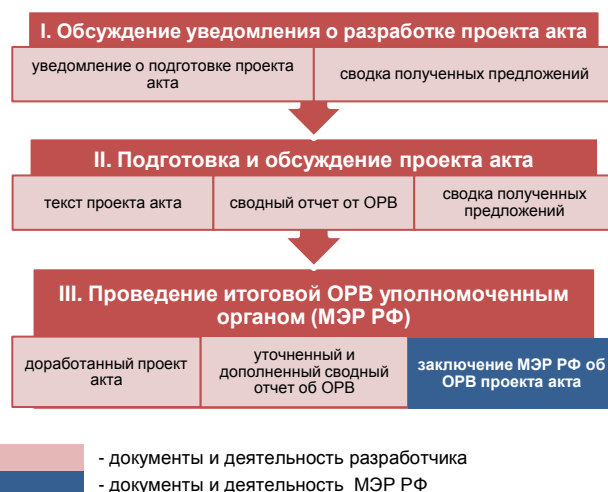 I. Обсуждение уведомления о разработке проекта акта
уведомление о подготовке проекта
акта
сводка полученных предложений
II. Подготовка и обсуждение проекта акта
текст проекта акта
сводный отчет от ОРВ
сводка полученных
предложений
III. Проведение итоговой ОРВ уполномоченным
органом (МЭР РФ)
доработанный проект
акта
уточненный и
дополненный сводный
отчет об ОРВ
заключение МЭР РФ об
ОРВ проекта акта
- документы и деятельность разработчика
- документы и деятельность МЭР РФ